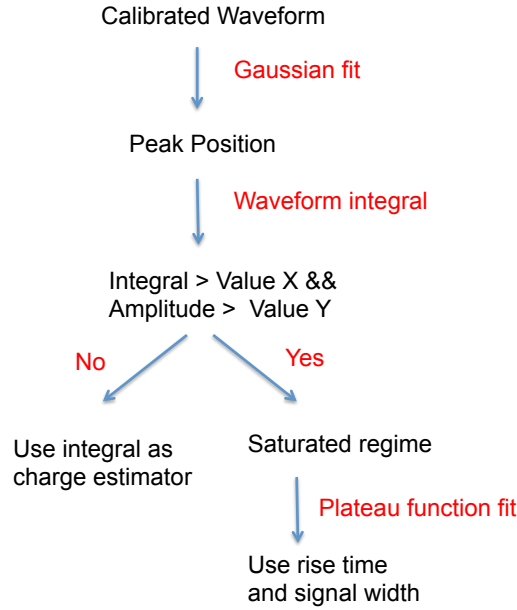 Calibrated Waveform
Gaussian fit
Peak Position
Waveform integral
Integral > Value X &&
Amplitude > Value Y
No
Yes
Use integral as
charge estimator
Saturated regime
Plateau function fit
Use rise time
and signal width